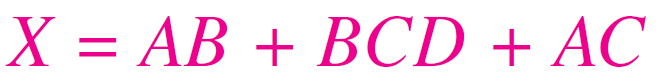 X = AB + BCD + AC